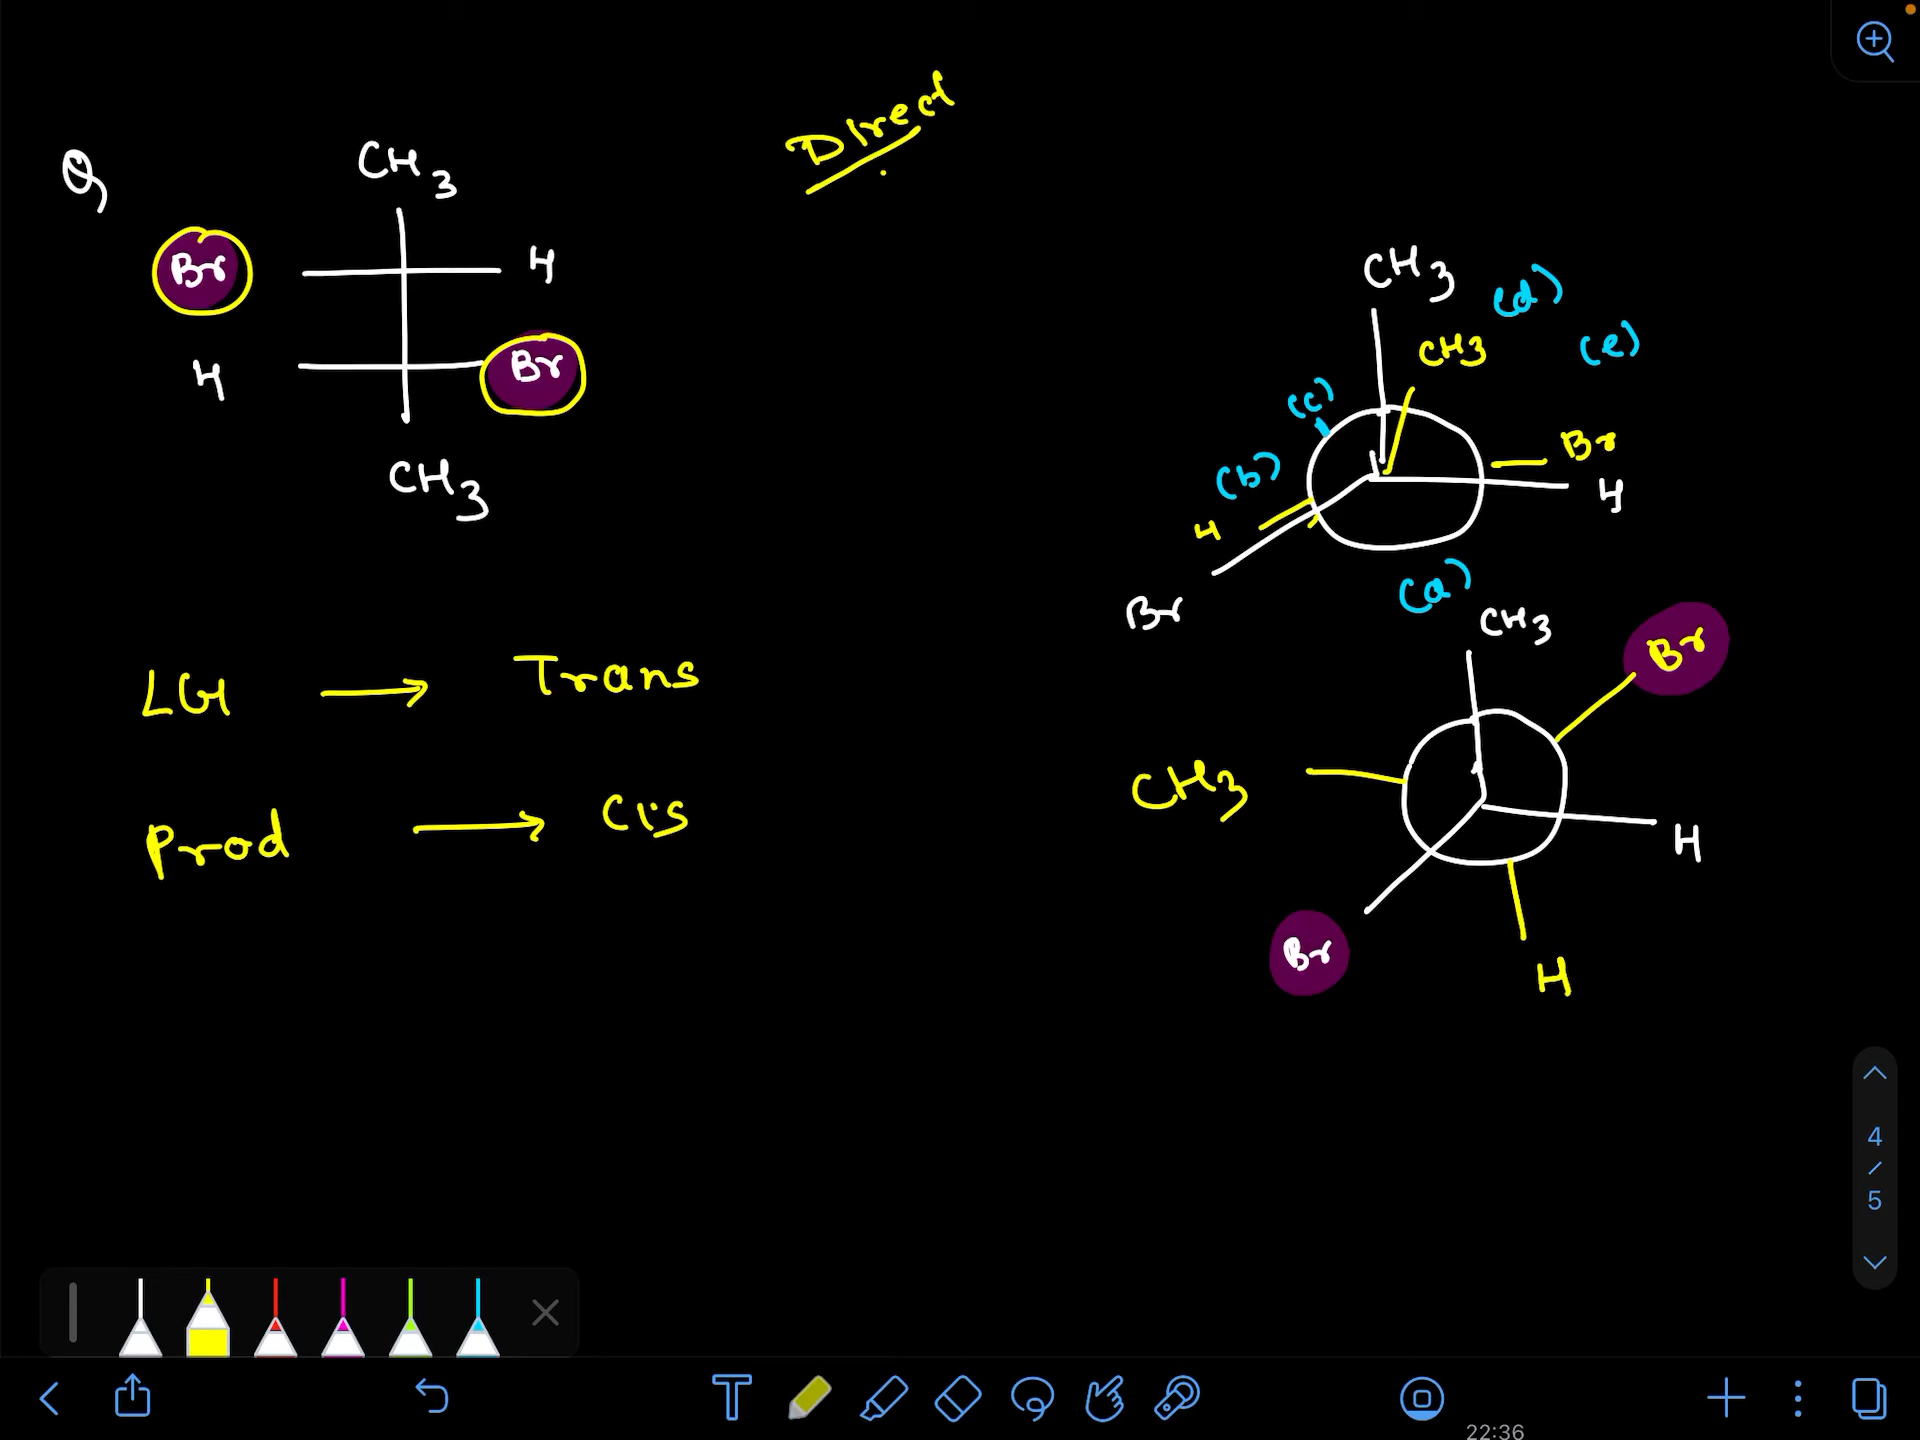 Direct
Q
CH3
Br H
H Br
CH3
LG → Trans
Prod → Cis
CH3
(d)
CH3
(e)
(c)
Br
(b)
H
H
Br
(a)
CH3
Br
CH3
H
Br
H
4
/
5
T
22:36